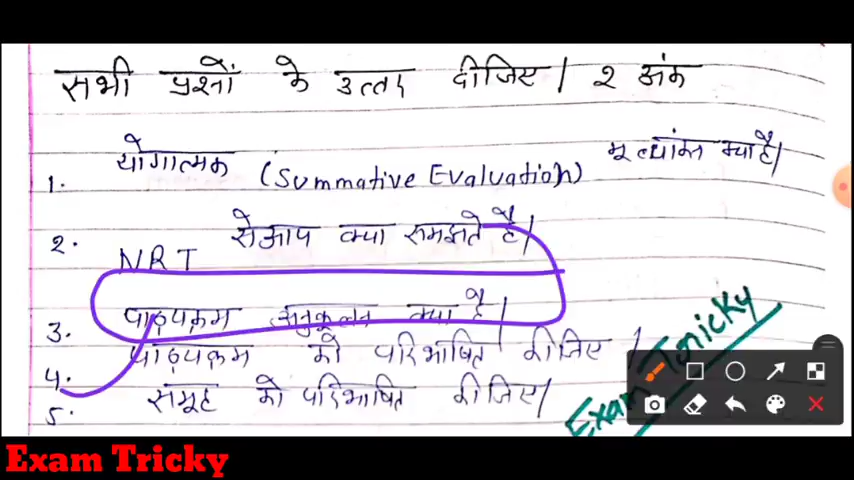 सभी प्रश्नों के उत्तर दीजिए। २ अंक
1. योगात्मक (Summative Evaluation) मूल्यांकन क्या है।
2. NRT से आप क्या समझते है।
3. पाठ्यक्रम अनुकूलन क्या है।
4. पाठ्यक्रम को परिभाषित कीजिए।
5. समूह को परिभाषित कीजिए।
Exam Tricky
Exam Tricky